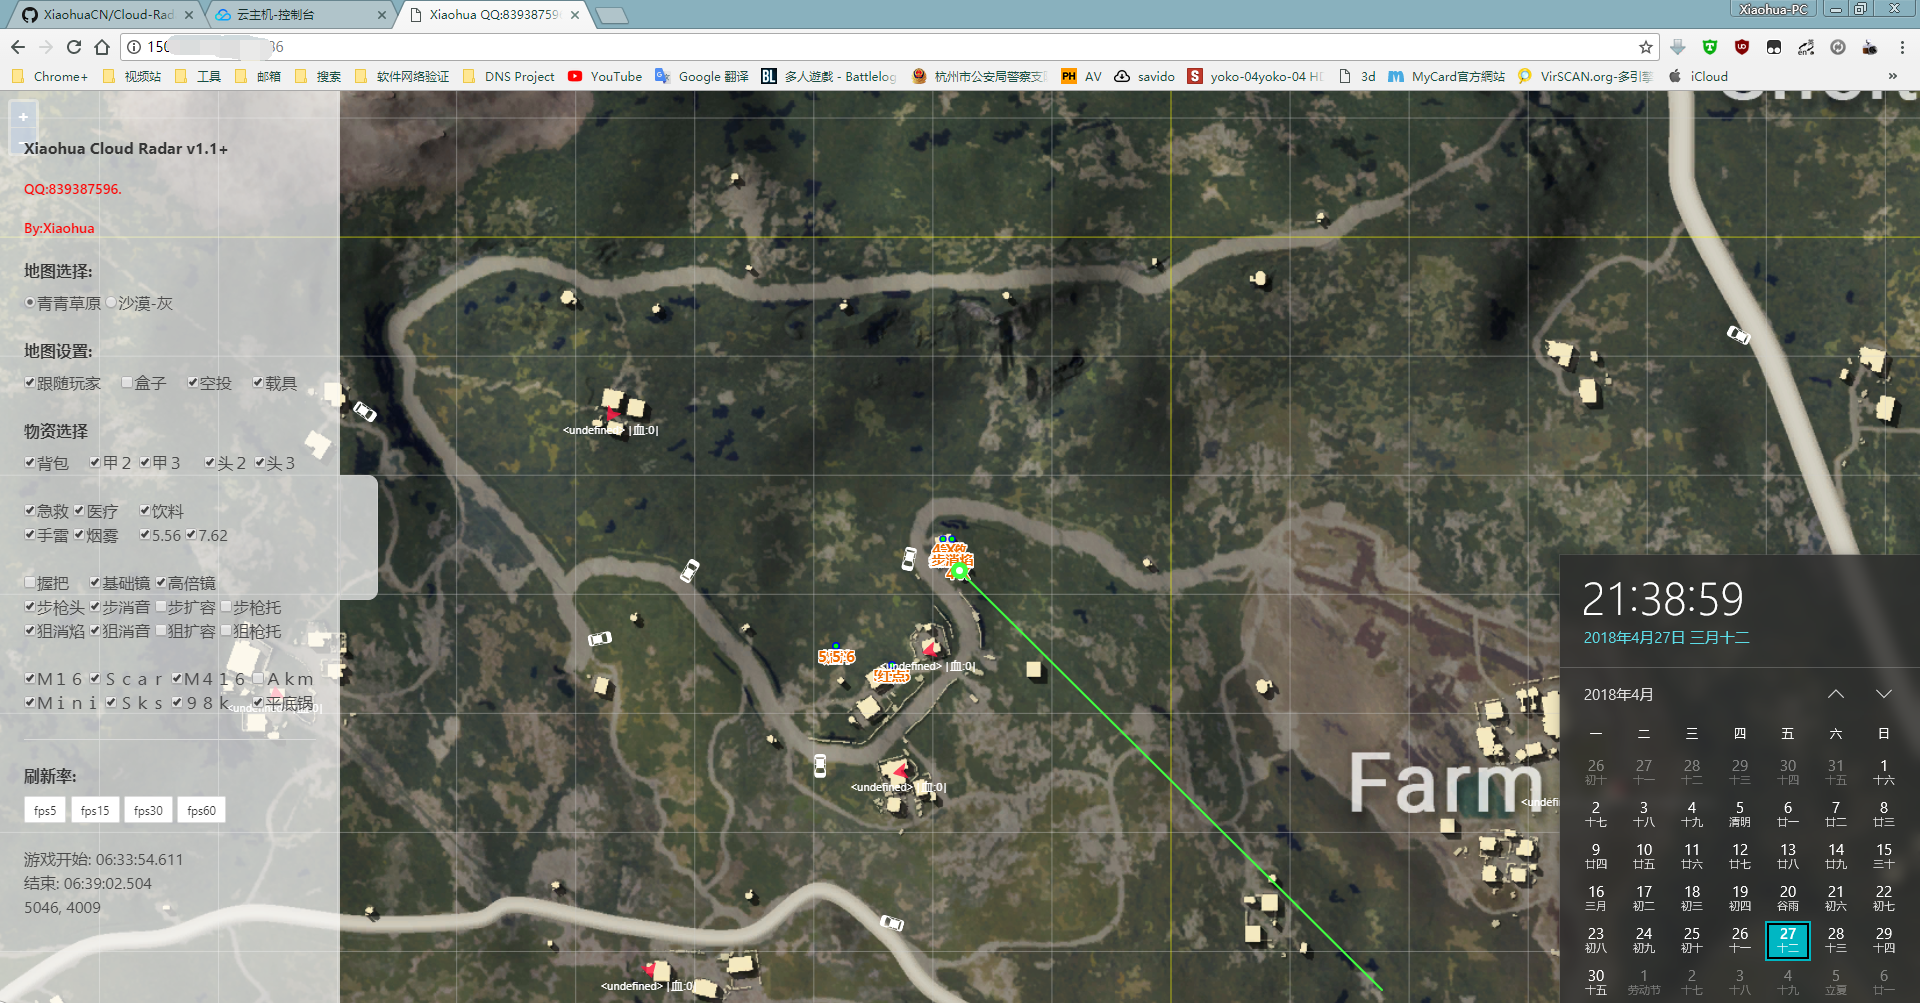 XiaohuaCN/Cloud-Rad
云主机-控制台
Xiaohua QQ:839387596
Xiaohua-PC
Chrome+
视频站
工具
邮箱
搜索
软件网络验证
DNS Project
YouTube
Google 翻译
多人遊戲 - Battlelog
杭州市公安局警察支
AV
savido
yoko-04yoko-04 HD
3d
MyCard官方網站
VirSCAN.org-多引擎
iCloud
»
+
Xiaohua Cloud Radar v1.1+
QQ:839387596.
By:Xiaohua
地图选择:
青青草原 沙漠-灰
地图设置:
跟随玩家 盒子 空投 载具
物资选择
背包 甲2 甲3 头2 头3
急救 医疗 饮料
手雷 烟雾 5.56 7.62
握把 基础镜 高倍镜
步枪头 步消音 步扩容 步枪托
狙消焰 狙消音 狙扩容 狙枪托
M16 Scar M416 Akm
Mini Sks 98k 平底锅
刷新率:
fps5 fps15 fps30 fps60
游戏开始: 06:33:54.611
结束: 06:39:02.504
5046, 4009
<undefined> |血:0|
步消焰
<undefined> |血:0|
红点
<undefined> |血:0|
<undefined> |血:0|
Farm
<undefi
21:38:59
2018年4月27日 三月十二
2018年4月
一 二 三 四 五 六 日
26 27 28 29 30 31 1
初十 十一 十二 十三 十四 十五 十六
2 3 4 5 6 7 8
十七 十八 十九 清明 廿一 廿二 廿三
9 10 11 12 13 14 15
廿四 廿五 廿六 廿七 廿八 廿九 三十
16 17 18 19 20 21 22
三月 初二 初三 初四 谷雨 初六 初七
23 24 25 26 27 28 29
初八 初九 初十 十一 十二 十三 十四
30 1 2 3 4 5 6
十五 劳动节 十七 十八 十九 立夏 廿一